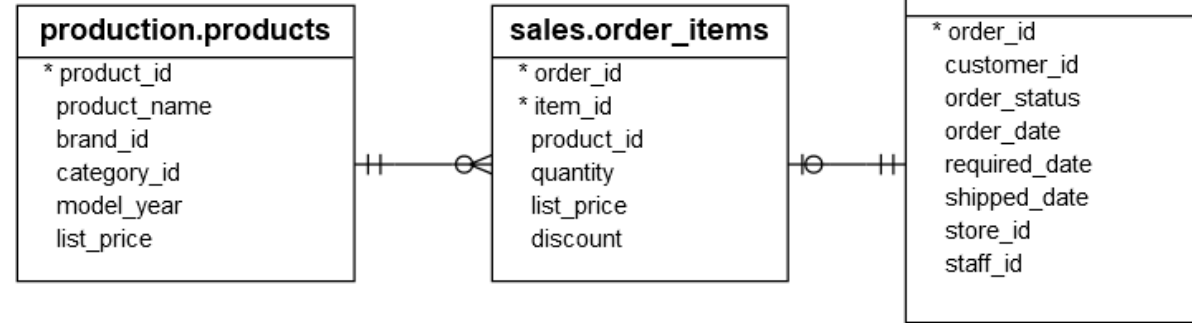 production.products
* product_id
product_name
brand_id
category_id
model_year
list_price
sales.order_items
* order_id
* item_id
product_id
quantity
list_price
discount
* order_id
customer_id
order_status
order_date
required_date
shipped_date
store_id
staff_id